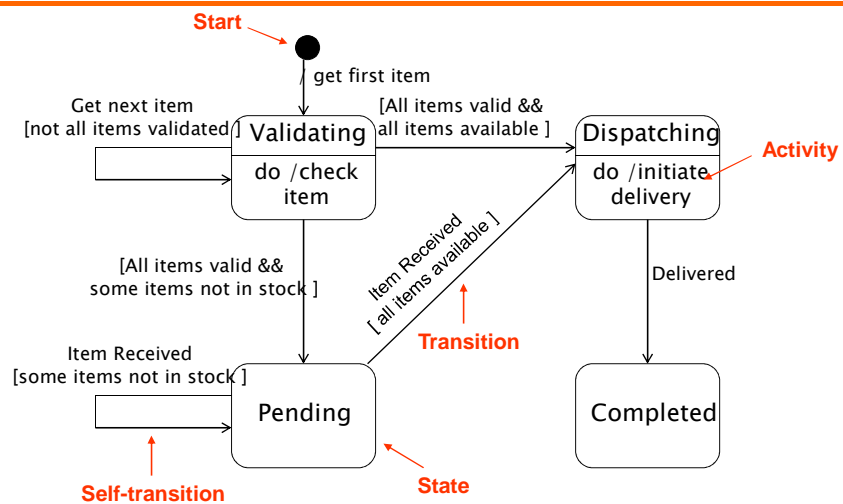 Start
/ get first item
Get next item
[not all items validated ]
[All items valid &&
all items available ]
Validating
do /check
item
Dispatching
do /initiate
delivery
Activity
Item Received
[ all items available ]
[All items valid &&
some items not in stock ]
Delivered
Transition
Item Received
[some items not in stock ]
Pending
Completed
Self-transition
State